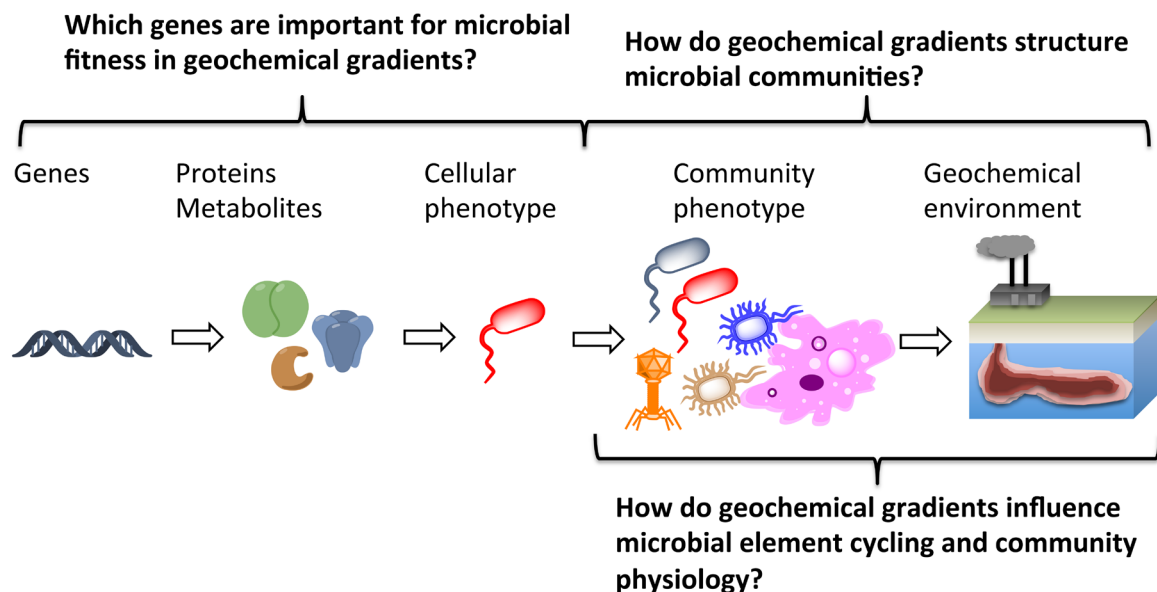 Which genes are important for microbial
fitness in geochemical gradients?
How do geochemical gradients structure
microbial communities?
Genes
Proteins
Metabolites
Cellular
phenotype
Community
phenotype
Geochemical
environment
How do geochemical gradients influence
microbial element cycling and community
physiology?